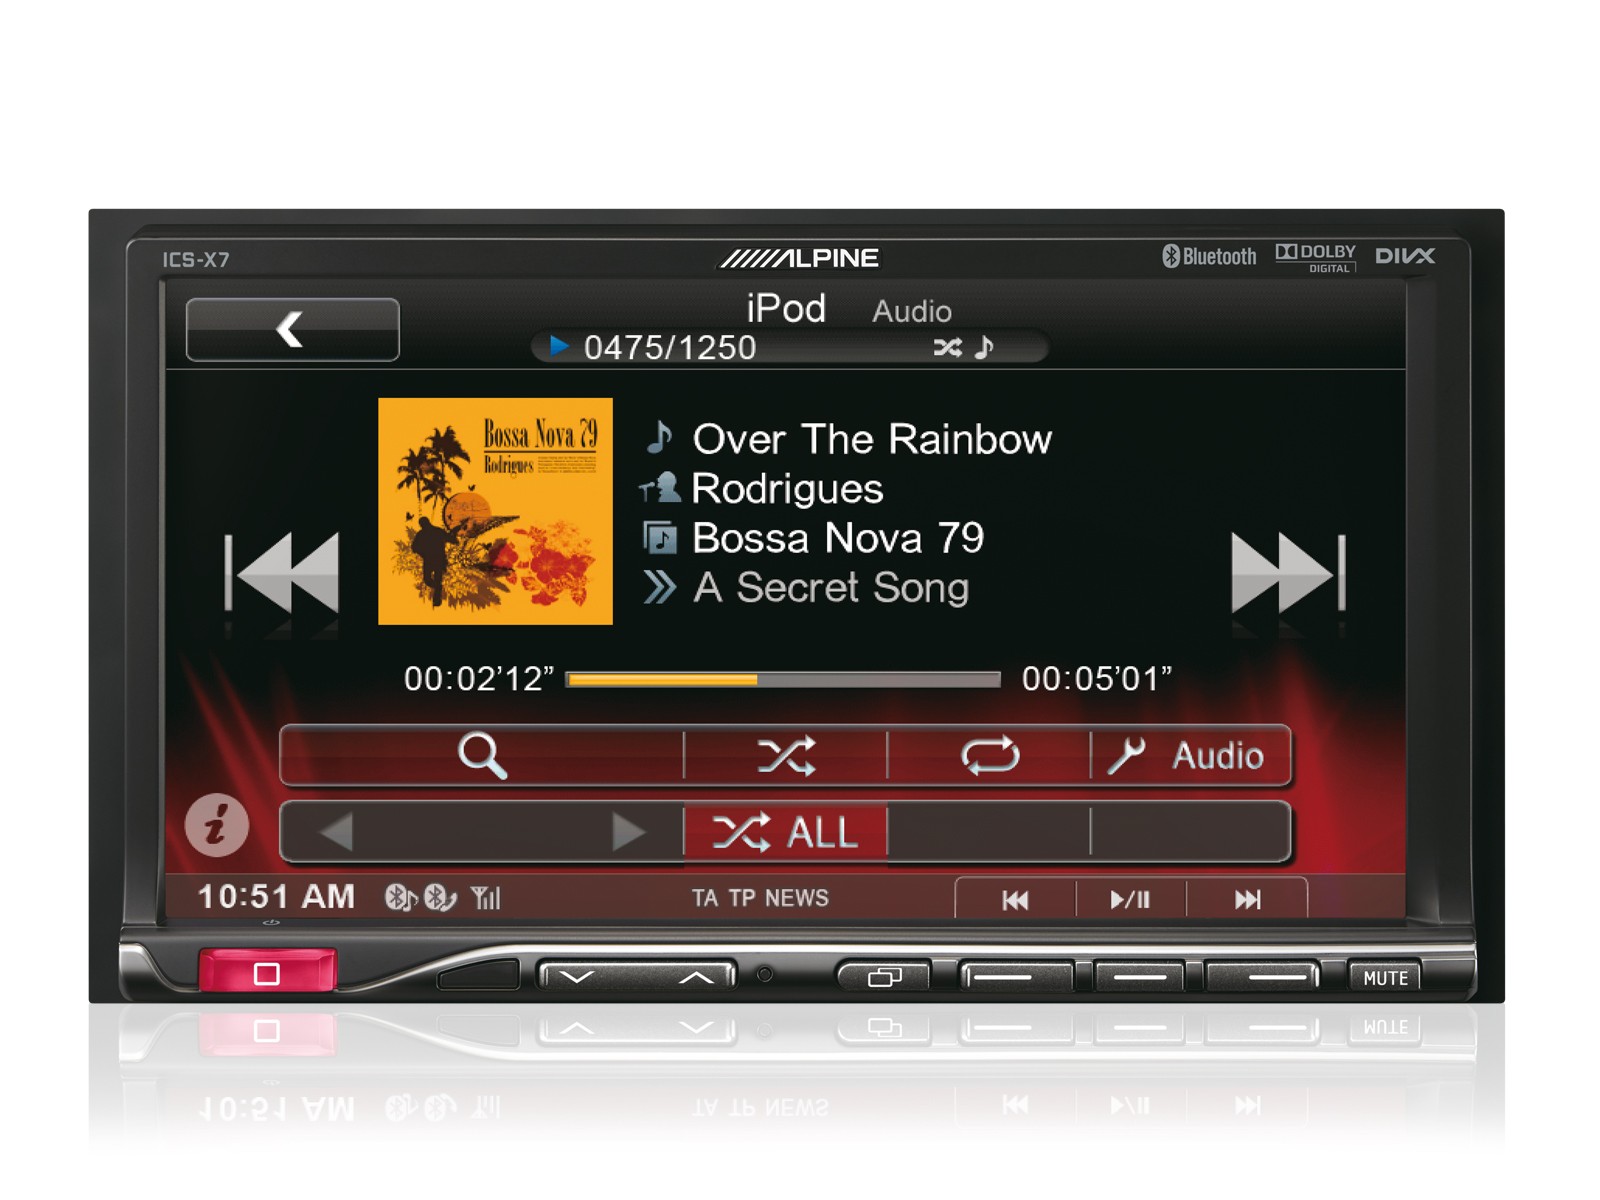 ICS-X7
ALPINE
Bluetooth
DOLBY
DIGITAL
DIVX
iPod Audio
0475/1250
Bossa Nova 79
Rodrigues
Over The Rainbow
Rodrigues
Bossa Nova 79
A Secret Song
00:02'12”
00:05'01”
Audio
i
ALL
10:51 AM
TA TP NEWS
MUTE